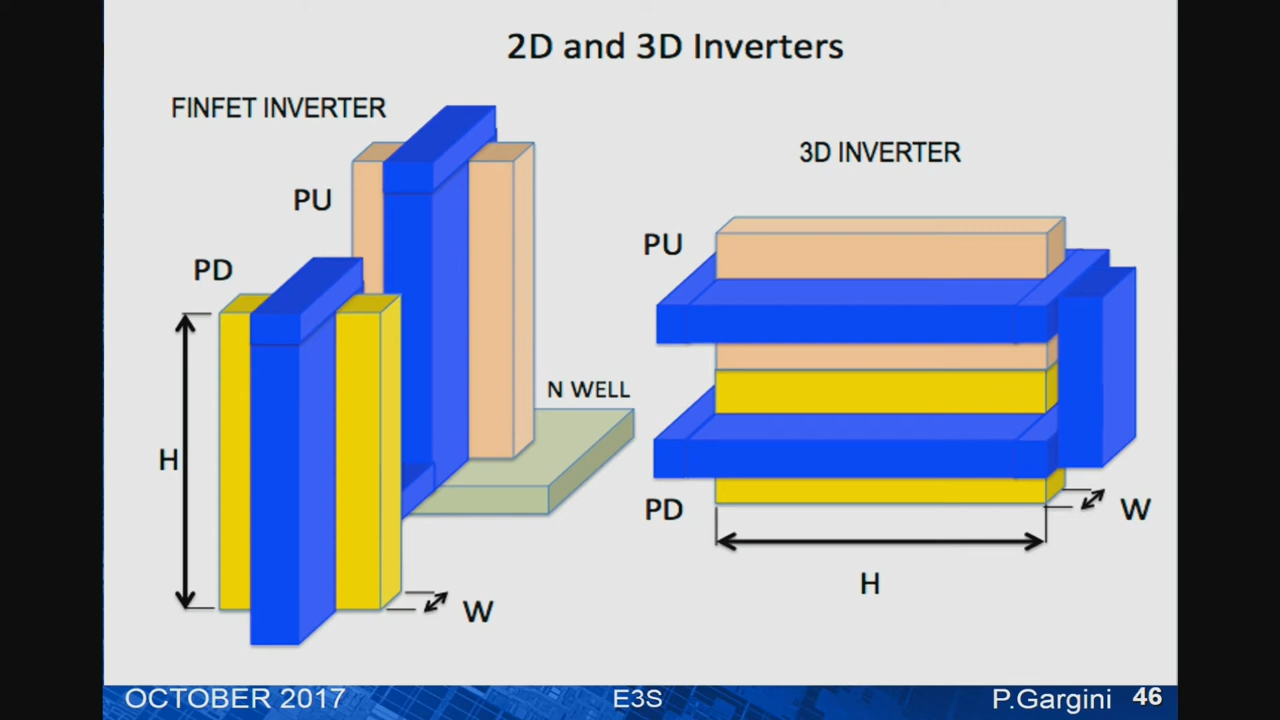 2D and 3D Inverters
FINFET INVERTER
3D INVERTER
PU
PD
H
N WELL
W
PU
PD
W
H
OCTOBER 2017
E3S
P.Gargini 46